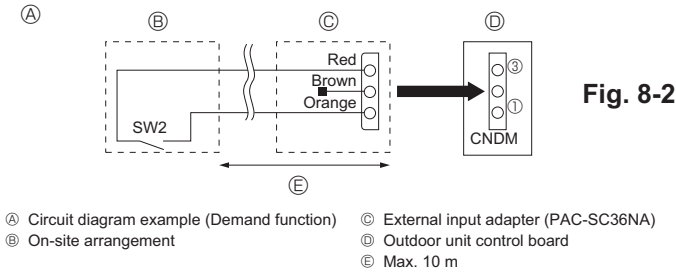 Ⓐ
Ⓑ
Ⓒ
Ⓓ
Red
Brown
Orange
SW2
③
①
CNDM
Ⓔ
Fig. 8-2
Ⓐ Circuit diagram example (Demand function)
Ⓑ On-site arrangement
Ⓒ External input adapter (PAC-SC36NA)
Ⓓ Outdoor unit control board
Ⓔ Max. 10 m